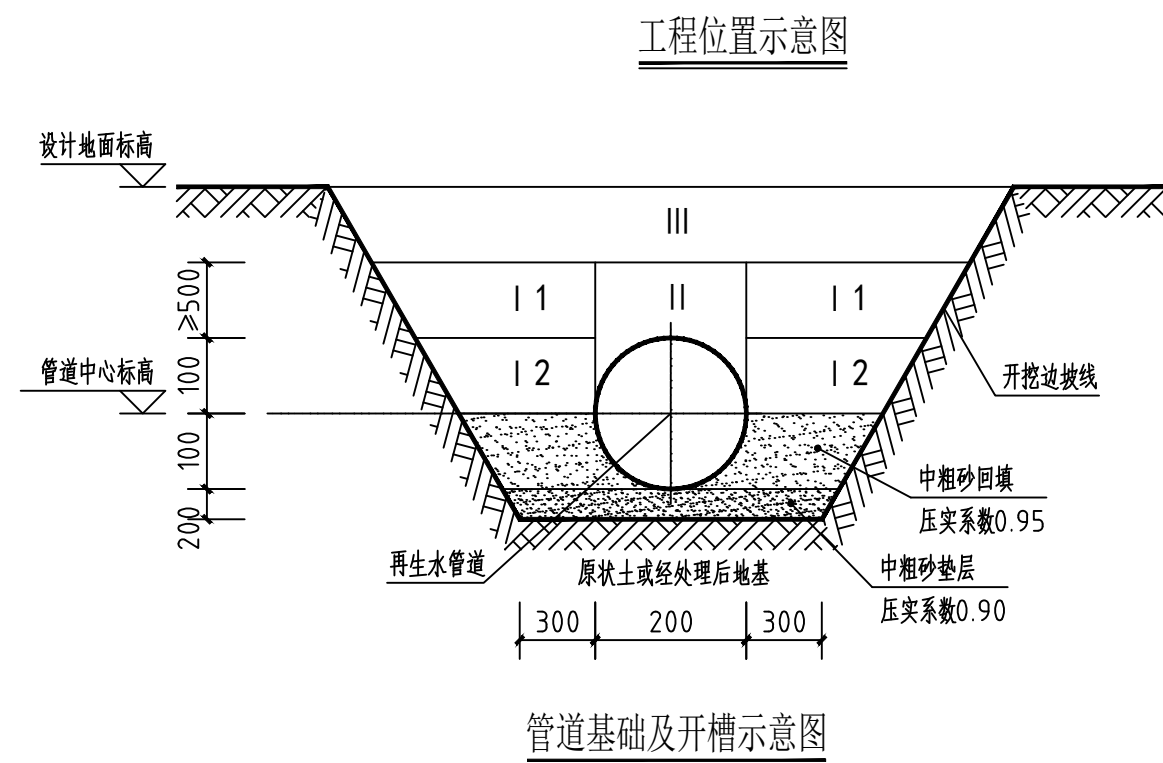 工程位置示意图
设计地面标高
III
≥500
I 1
II
I 1
管道中心标高
100
I 2
I 2
开挖边坡线
100
中粗砂回填
压实系数0.95
200
再生水管道
原状土或经处理后地基
中粗砂垫层
压实系数0.90
300
200
300
管道基础及开槽示意图